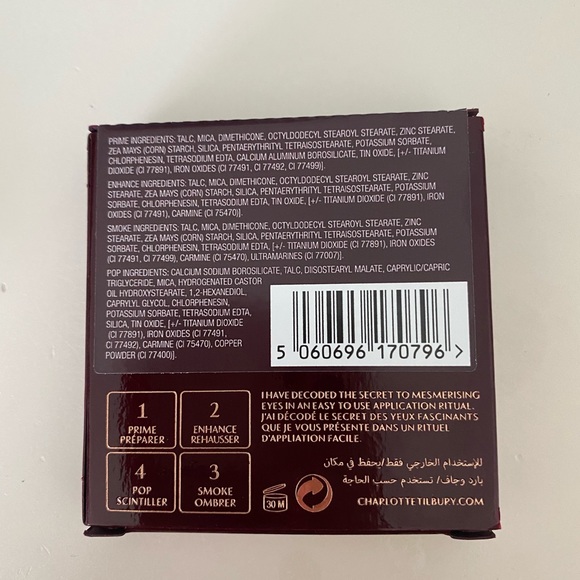 PRIME INGREDIENTS: TALC, MICA, DIMETHICONE, OCTYLDODECYL STEAROYL STEARATE, ZINC STEARATE,
ZEA MAYS (CORN) STARCH, SILICA, PENTAERYTHRITYL TETRAISOSTEARATE, POTASSIUM SORBATE,
CHLORPHENESIN, TETRASODIUM EDTA, CALCIUM ALUMINUM BOROSILICATE, TIN OXIDE, [+/- TITANIUM
DIOXIDE (CI 77891), IRON OXIDES (CI 77491, CI 77492, CI 77499)].
ENHANCE INGREDIENTS: TALC, MICA, DIMETHICONE, OCTYLDODECYL STEAROYL STEARATE, ZINC
STEARATE, ZEA MAYS (CORN) STARCH, SILICA, PENTAERYTHRITYL TETRAISOSTEARATE, POTASSIUM
SORBATE, CHLORPHENESIN, TETRASODIUM EDTA, TIN OXIDE, [+/- TITANIUM DIOXIDE (CI 77891), IRON
OXIDES (CI 77491), CARMINE (CI 75470)].
SMOKE INGREDIENTS: TALC, MICA, DIMETHICONE, OCTYLDODECYL STEAROYL STEARATE, ZINC
STEARATE, ZEA MAYS (CORN) STARCH, SILICA, PENTAERYTHRITYL TETRAISOSTEARATE, POTASSIUM
SORBATE, CHLORPHENESIN, TETRASODIUM EDTA, [+/- TITANIUM DIOXIDE (CI 77891), IRON OXIDES
(CI 77491, CI 77499), CARMINE (CI 75470), ULTRAMARINES (CI 77007)].
POP INGREDIENTS: CALCIUM SODIUM BOROSILICATE, TALC, DIISOSTEARYL MALATE, CAPRYLIC/CAPRIC
TRIGLYCERIDE, MICA, HYDROGENATED CASTOR
OIL HYDROXYSTEARATE, 1,2-HEXANEDIOL,
CAPRYLYL GLYCOL, CHLORPHENESIN,
POTASSIUM SORBATE, TETRASODIUM EDTA,
SILICA, TIN OXIDE, [+/- TITANIUM DIOXIDE
(CI 77891), IRON OXIDES (CI 77491,
CI 77492), CARMINE (CI 75470), COPPER
POWDER (CI 77400)].
5 060696 170796 >
1
PRIME
PRÉPARER
2
ENHANCE
REHAUSSER
4
POP
SCINTILLER
3
SMOKE
OMBRER
I HAVE DECODED THE SECRET TO MESMERISING
EYES IN AN EASY TO USE APPLICATION RITUAL.
J'AI DÉCODÉ LE SECRET DES YEUX FASCINANTS
QUE JE VOUS PRÉSENTE DANS UN RITUEL
D'APPLIATION FACILE.
للإستخدام الخارجي فقط/يحفظ في مكان
بارد وجاف/ تستخدم حسب الحاجة
30 M
CHARLOTTETILBURY.COM